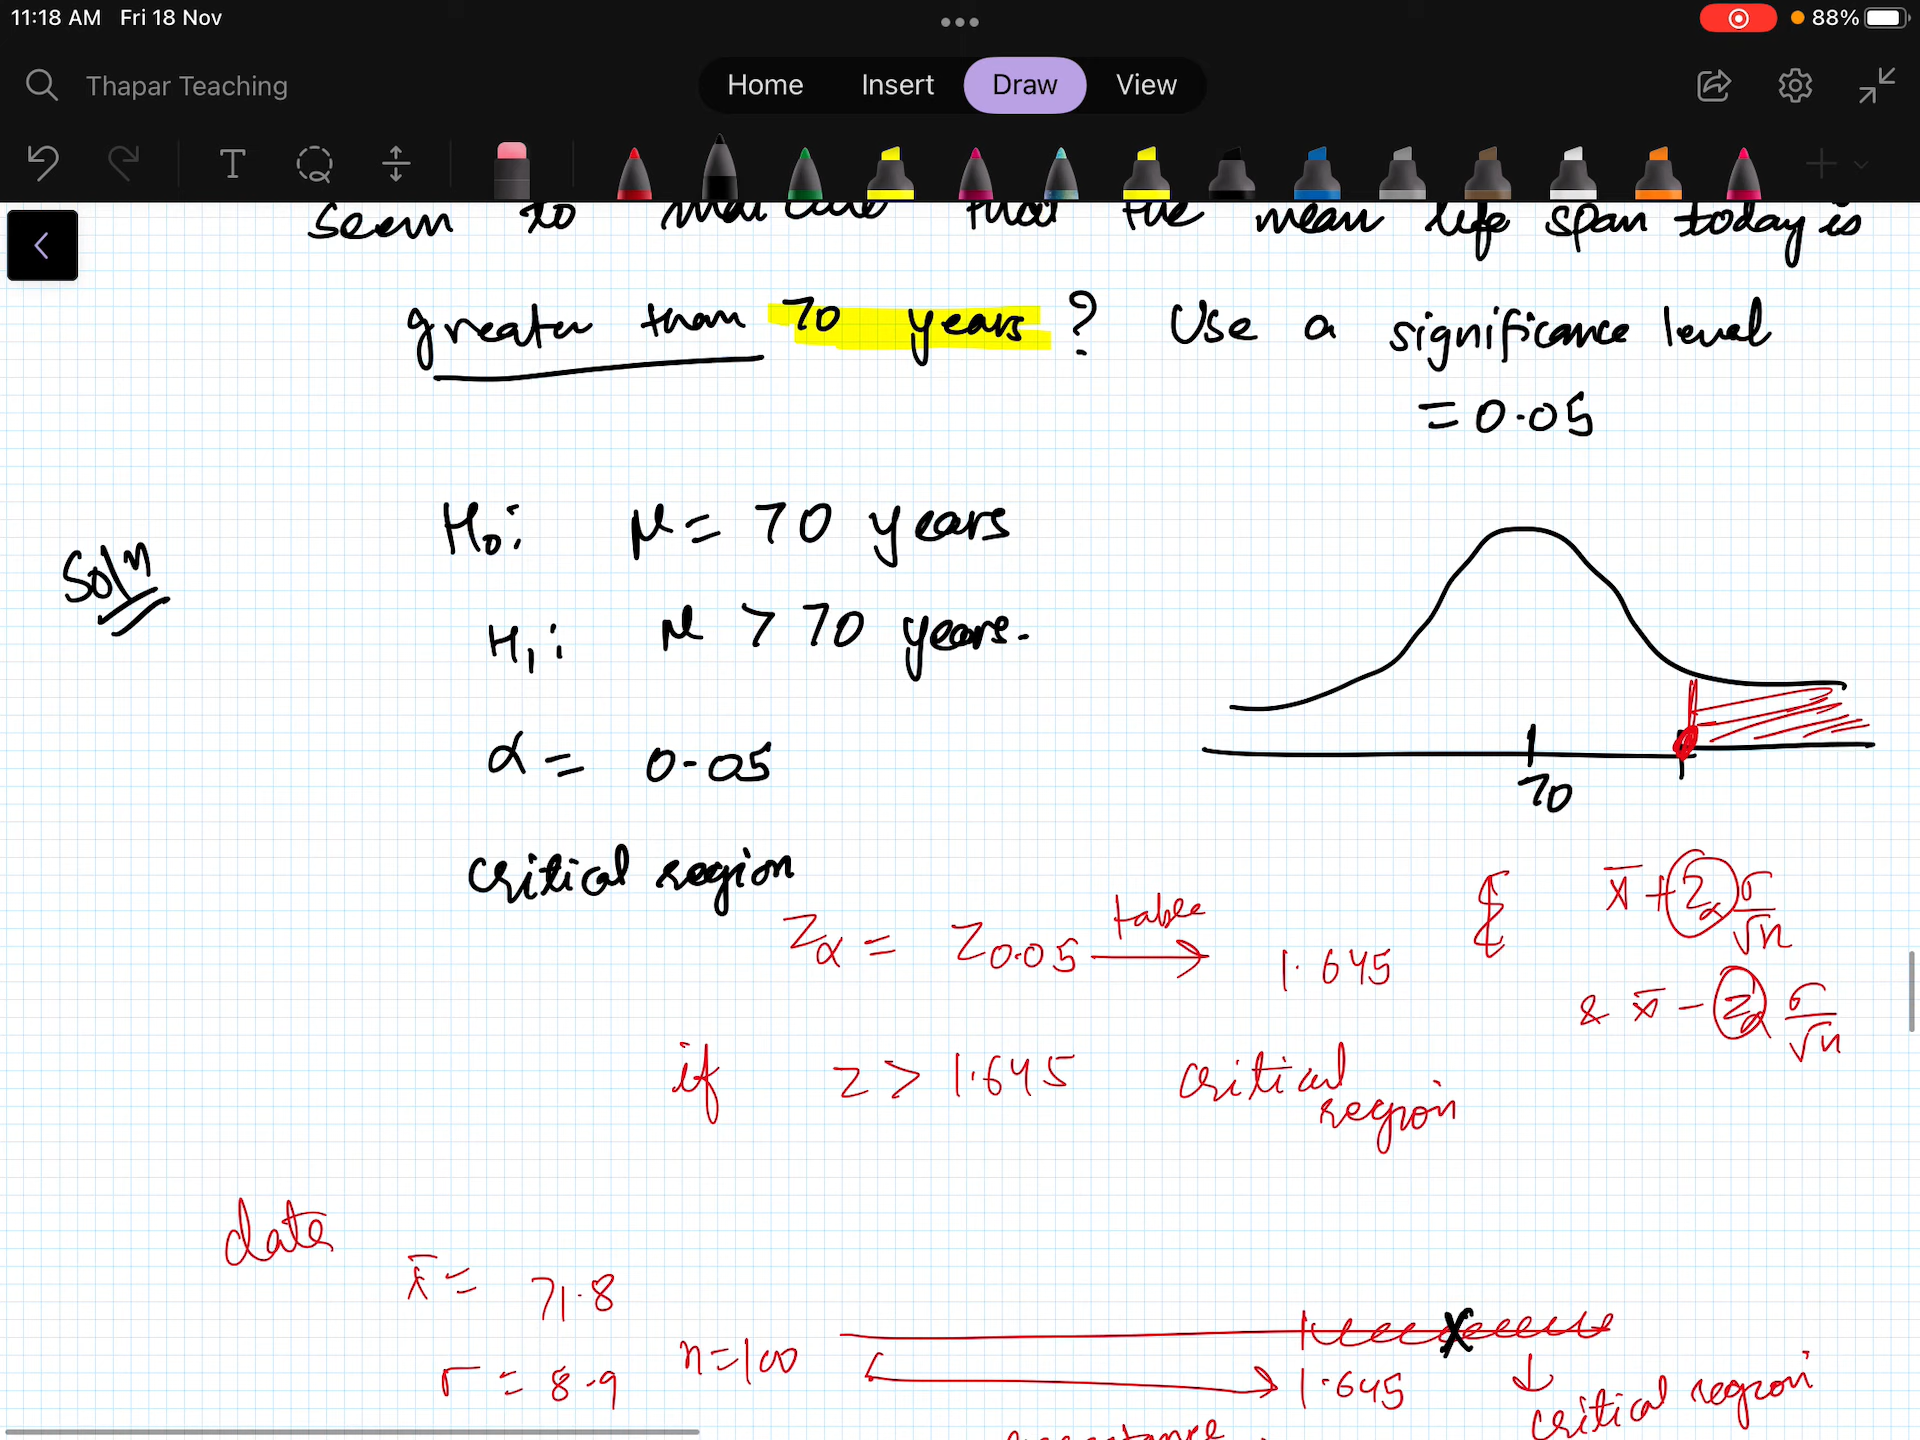 11:18 AM Fri 18 Nov
88%
Thapar Teaching
Home Insert Draw View
T
seem to indicate that the mean life span today is
greater than 70 years ? Use a significance level
= 0.05
Soln
H₀: μ = 70 years
H₁: μ > 70 years.
α = 0.05
70
critical region
Zα = Z0.05 table → 1.645
x̄ + Zα σ/√n
& x̄ - Zα σ/√n
if z > 1.645 critical region
data
x̄ = 71.8
σ = 8.9 n=100
1.645
critical region
acceptance